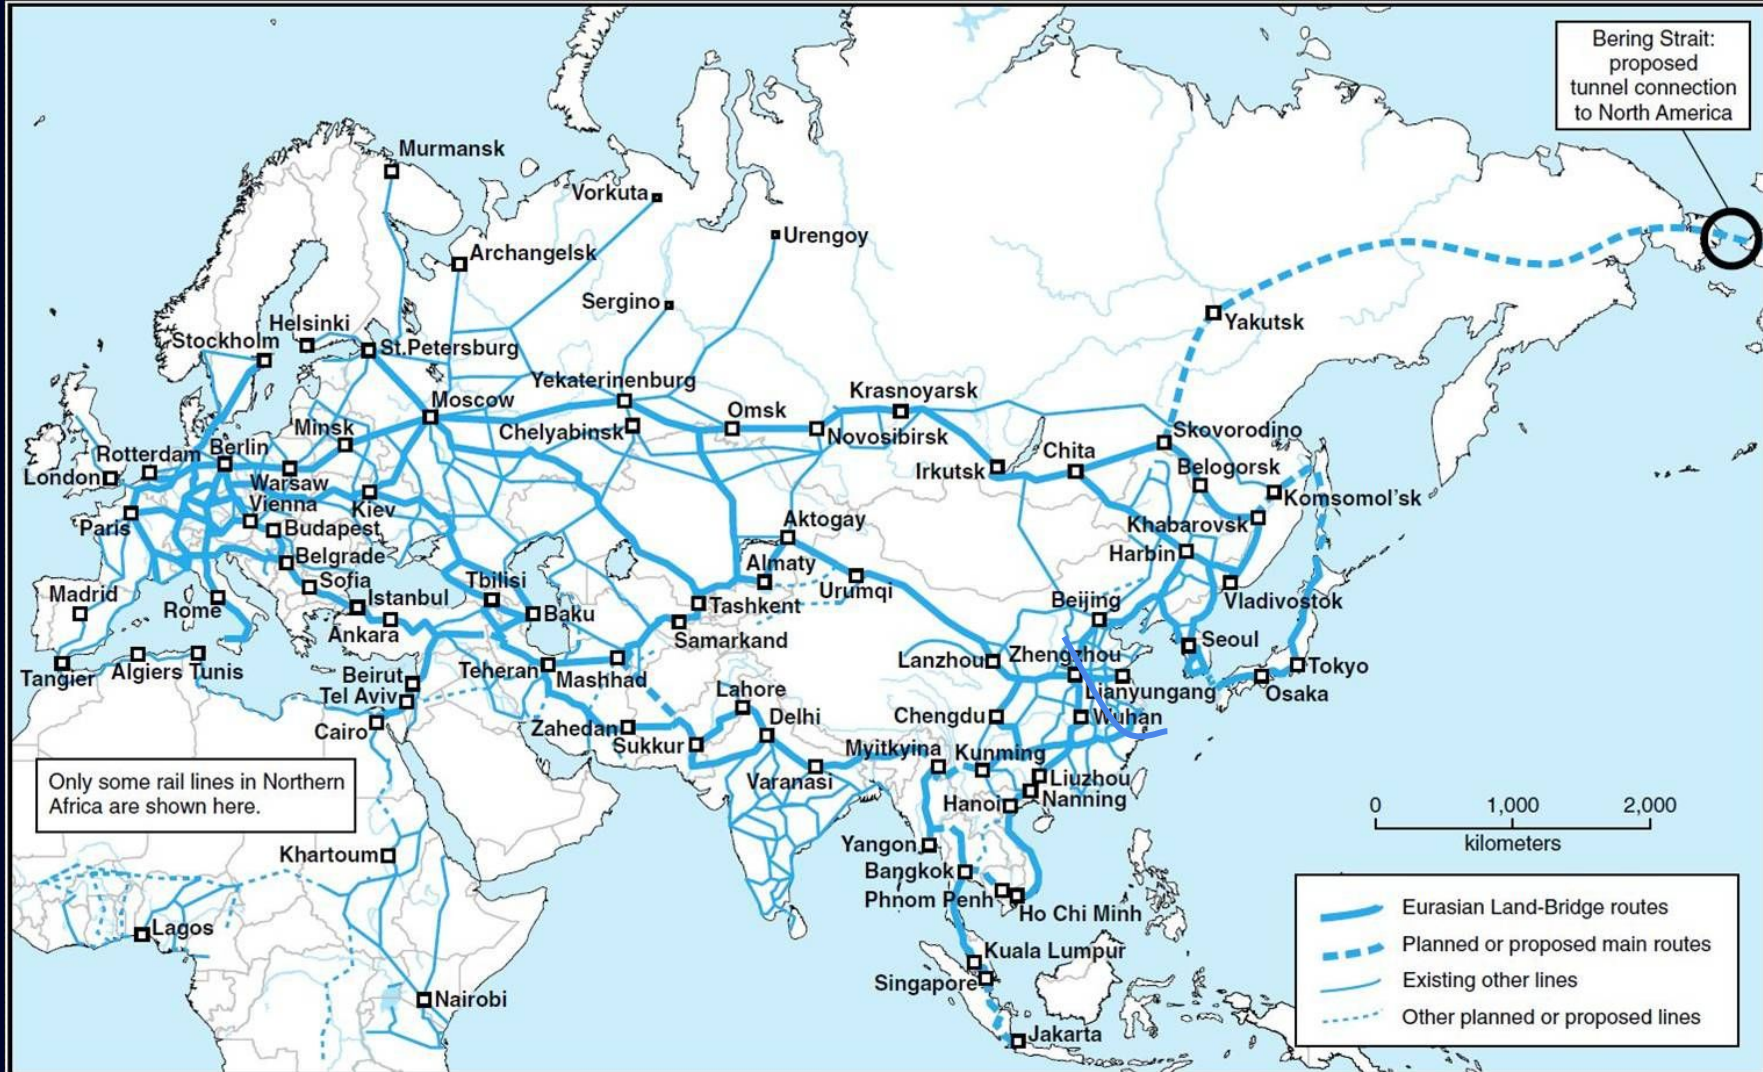 Bering Strait:
proposed
tunnel connection
to North America
Murmansk
Vorkuta
Urengoy
Archangelsk
Sergino
Yakutsk
Helsinki
Stockholm
St.Petersburg
Yekaterinenburg
Krasnoyarsk
Moscow
Omsk
Minsk
Chelyabinsk
Novosibirsk
Skovorodino
Rotterdam
Berlin
Chita
London
Warsaw
Irkutsk
Belogorsk
Vienna
Kiev
Komsomol'sk
Paris
Budapest
Aktogay
Khabarovsk
Belgrade
Almaty
Harbin
Madrid
Sofia
Tbilisi
Urumqi
Beijing
Vladivostok
Rome
Istanbul
Baku
Tashkent
Ankara
Samarkand
Seoul
Tangier
Algiers
Tunis
Beirut
Teheran
Mashhad
Lanzhou
Zhengzhou
Tokyo
Tel Aviv
Lahore
Lianyungang
Osaka
Cairo
Zahedan
Delhi
Chengdu
Wuhan
Sukkur
Myitkyina
Kunming
Varanasi
Liuzhou
Only some rail lines in Northern
Africa are shown here.
Hanoi
Nanning
0 1,000 2,000
kilometers
Khartoum
Yangon
Bangkok
Phnom Penh
Ho Chi Minh
Lagos
Kuala Lumpur
Singapore
Nairobi
Jakarta
Eurasian Land-Bridge routes
Planned or proposed main routes
Existing other lines
Other planned or proposed lines